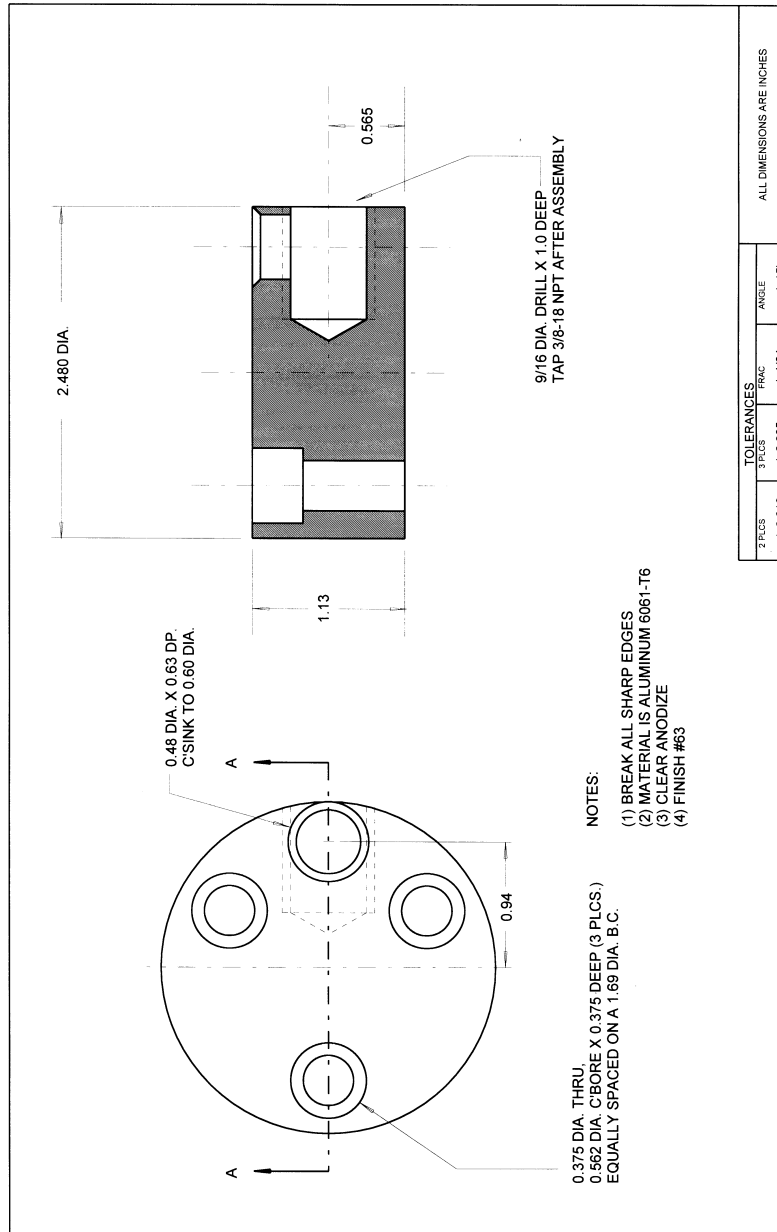 2.480 DIA.
0.565
9/16 DIA. DRILL X 1.0 DEEP
TAP 3/8-18 NPT AFTER ASSEMBLY
1.13
0.48 DIA. X 0.63 DP.
C'SINK TO 0.60 DIA.
A
A
0.94
0.375 DIA. THRU,
0.562 DIA. C'BORE X 0.375 DEEP (3 PLCS.)
EQUALLY SPACED ON A 1.69 DIA. B.C.
NOTES:
(1) BREAK ALL SHARP EDGES
(2) MATERIAL IS ALUMINUM 6061-T6
(3) CLEAR ANODIZE
(4) FINISH #63
TOLERANCES
2 PLCS
3 PLCS
FRAC
ANGLE
ALL DIMENSIONS ARE INCHES